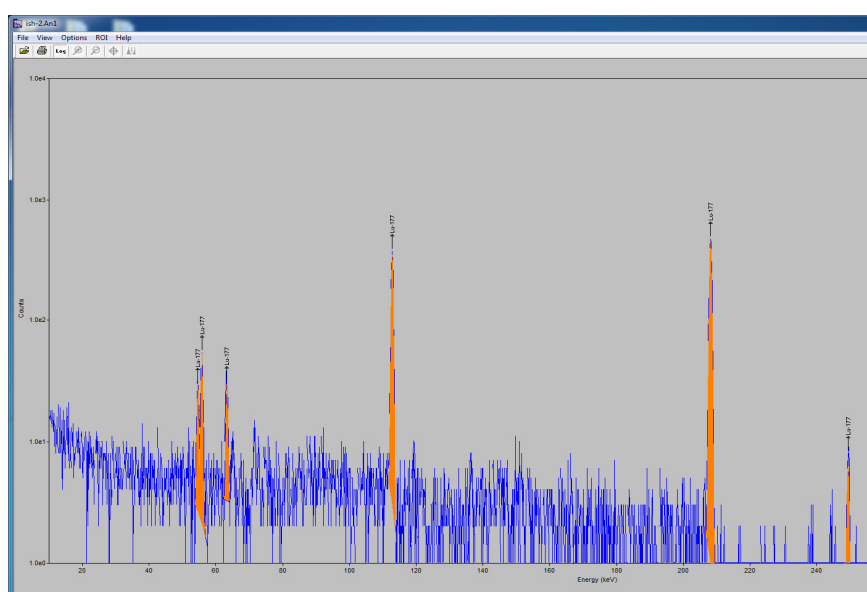 ish-2.An1
File View Options ROI Help
Log
1.0e4
1.0e3
1.0e2
1.0e1
1.0e0
Counts
Lu-177
Lu-177
Lu-177
Lu-177
Lu-177
Lu-177
20 40 60 80 100 120 140 160 180 200 220 240
Energy (keV)